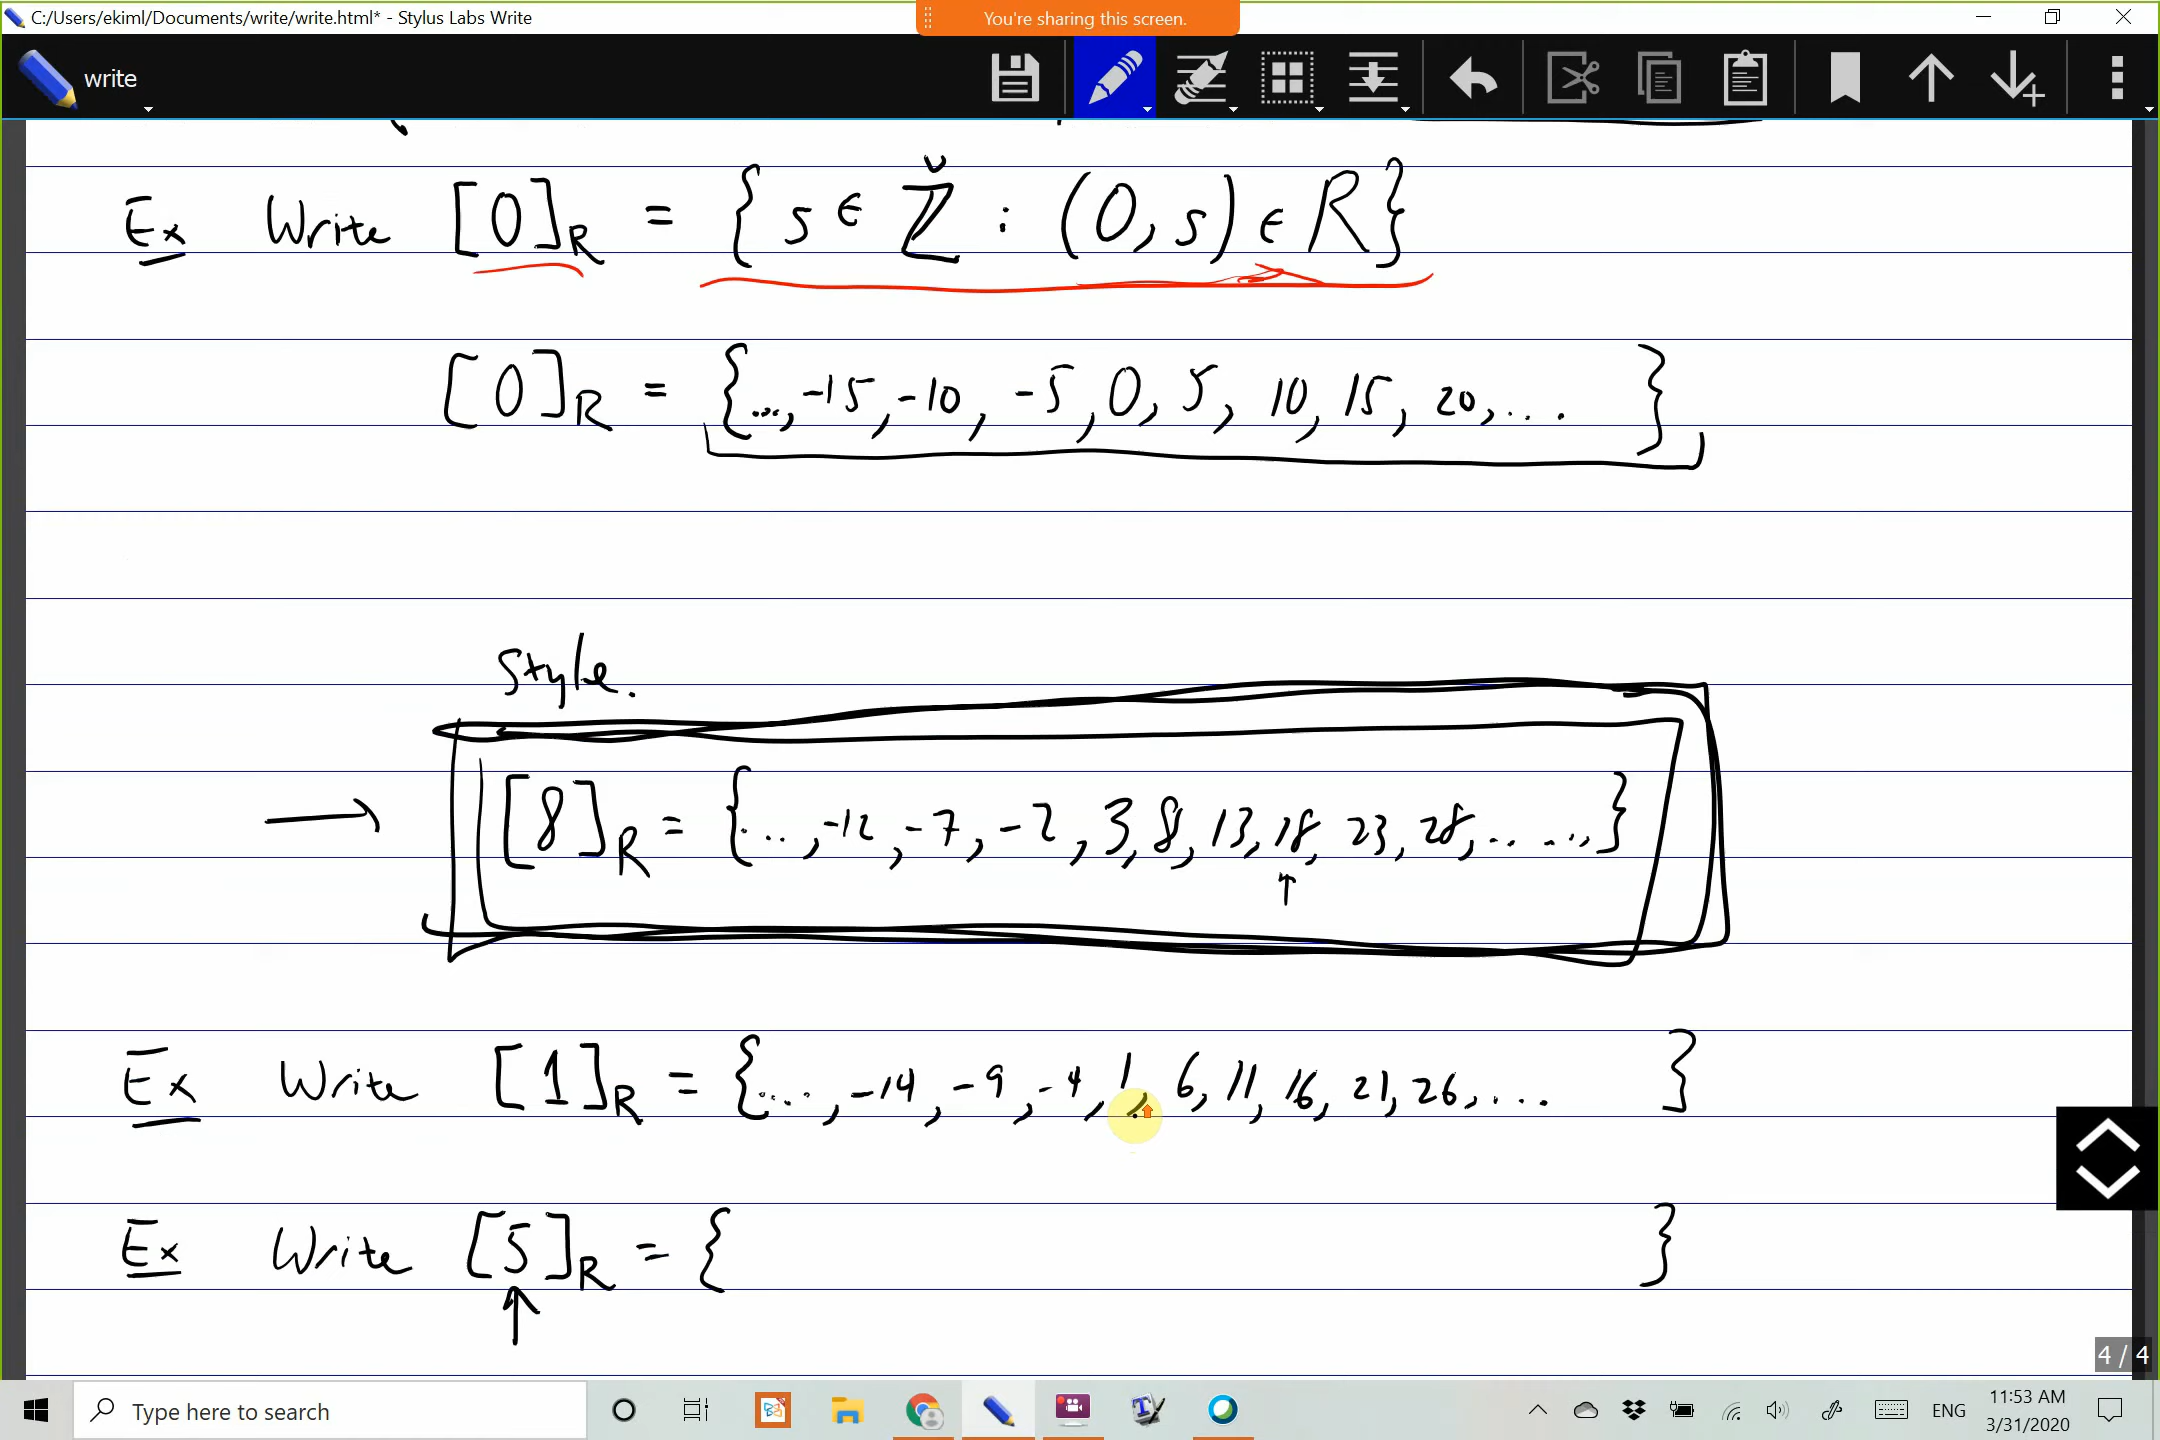 C:/Users/ekiml/Documents/write/write.html* - Stylus Labs Write
You're sharing this screen.
write
Ex Write [0]R = { s ∈ ℤ : (0, s) ∈ R}
[0]R = {..., -15, -10, -5, 0, 5, 10, 15, 20, ... }
Style.
→ [8]R = {..., -12, -7, -2, 3, 8, 13, 18, 23, 28, ......, }
↑
Ex Write [1]R = {...., -14, -9, -4, 1, 6, 11, 16, 21, 26, ... }
Ex Write [5]R = { }
↑
4 / 4
Type here to search
ENG
11:53 AM
3/31/2020